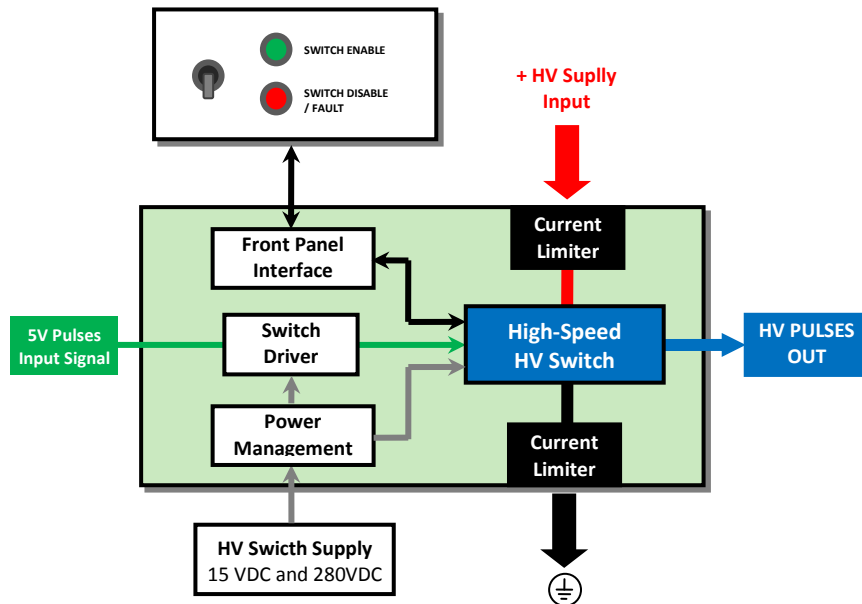 SWITCH ENABLE
SWITCH DISABLE
/ FAULT
+ HV Suplly
Input
Current
Limiter
Front Panel
Interface
5V Pulses
Input Signal
Switch
Driver
High-Speed
HV Switch
HV PULSES
OUT
Power
Management
Current
Limiter
HV Swicth Supply
15 VDC and 280VDC